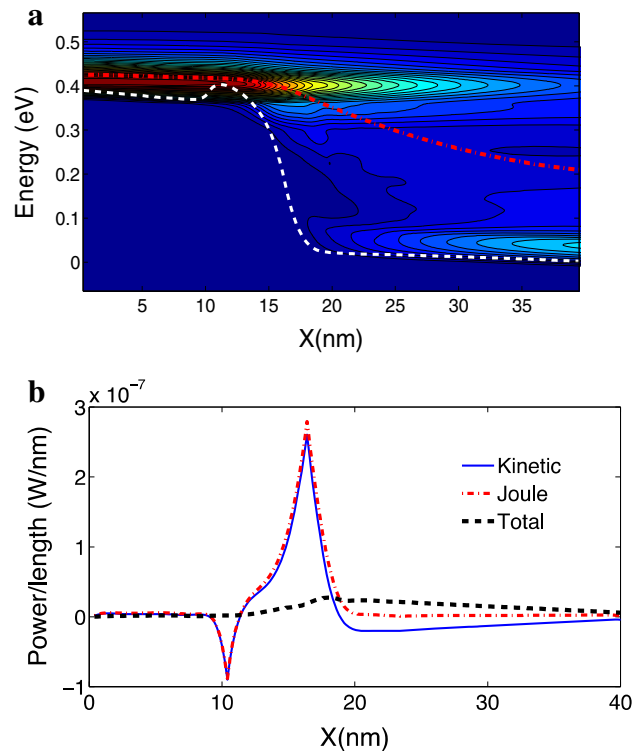 a
0.5
0.4
0.3
0.2
0.1
0
Energy (eV)
5 10 15 20 25 30 35
X(nm)
b
x 10^-7
3
2
1
0
−1
Power/length (W/nm)
Kinetic
Joule
Total
0 10 20 30 40
X(nm)